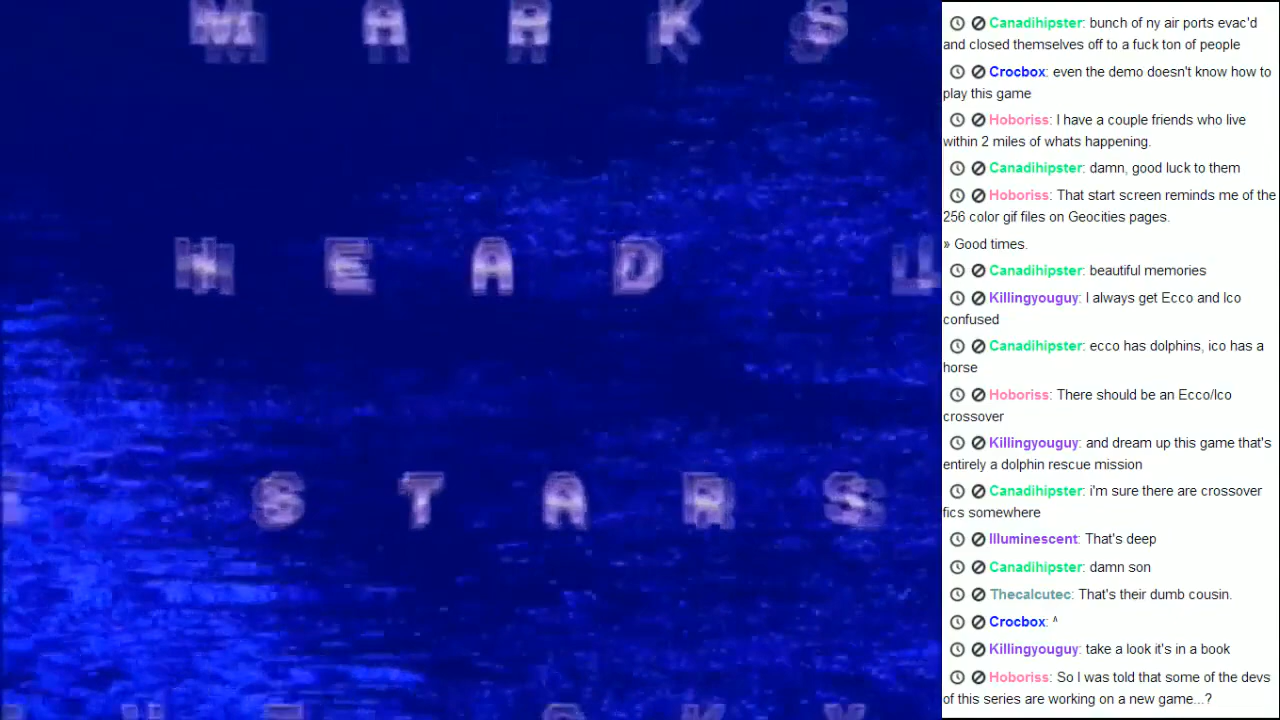 MARKS
HEAD
STARS
Canadihipster: bunch of ny air ports evac'd
and closed themselves off to a fuck ton of people
Crocbox: even the demo doesn't know how to
play this game
Hoboriss: I have a couple friends who live
within 2 miles of whats happening.
Canadihipster: damn, good luck to them
Hoboriss: That start screen reminds me of the
256 color gif files on Geocities pages.
» Good times.
Canadihipster: beautiful memories
Killingyouguy: I always get Ecco and Ico
confused
Canadihipster: ecco has dolphins, ico has a
horse
Hoboriss: There should be an Ecco/Ico
crossover
Killingyouguy: and dream up this game that's
entirely a dolphin rescue mission
Canadihipster: i'm sure there are crossover
fics somewhere
Illuminescent: That's deep
Canadihipster: damn son
Thecalcutec: That's their dumb cousin.
Crocbox: ^
Killingyouguy: take a look it's in a book
Hoboriss: So I was told that some of the devs
of this series are working on a new game...?